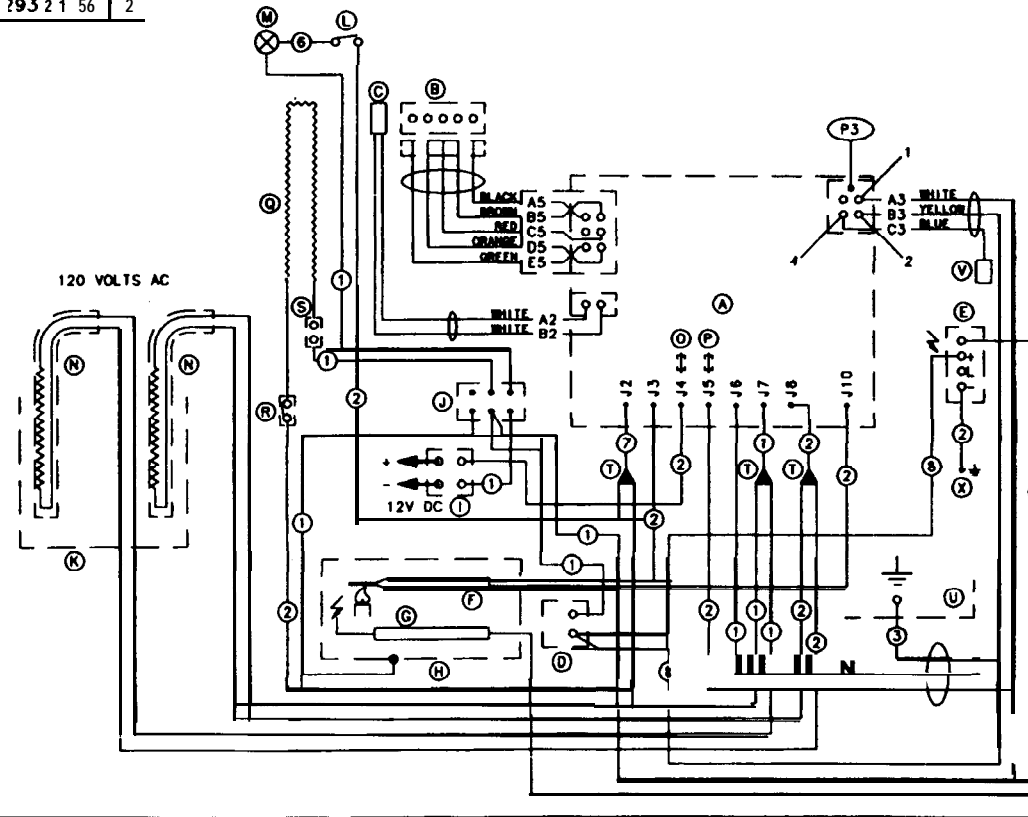 293 2 1 56 2
M 6 L
C B
P3
1
BLACK A5
BROWN B5
RED C5
ORANGE D5
GREEN E5
A3 WHITE
B3 YELLOW
C3 BLUE
4 2
V
Q
120 VOLTS AC
1
S
WHITE A2
WHITE B2
A
E
O P
+
L
-
N N
1
J2 J3 J4 J5 J6 J7 J8 J10
2
R J
7 1 2
2
+
T 2 T T 2 8
- 1
12V DC I
X
1 2
1
K
1
F
U
G
2 2 1 2
1 1 2 3
D
H 8 N